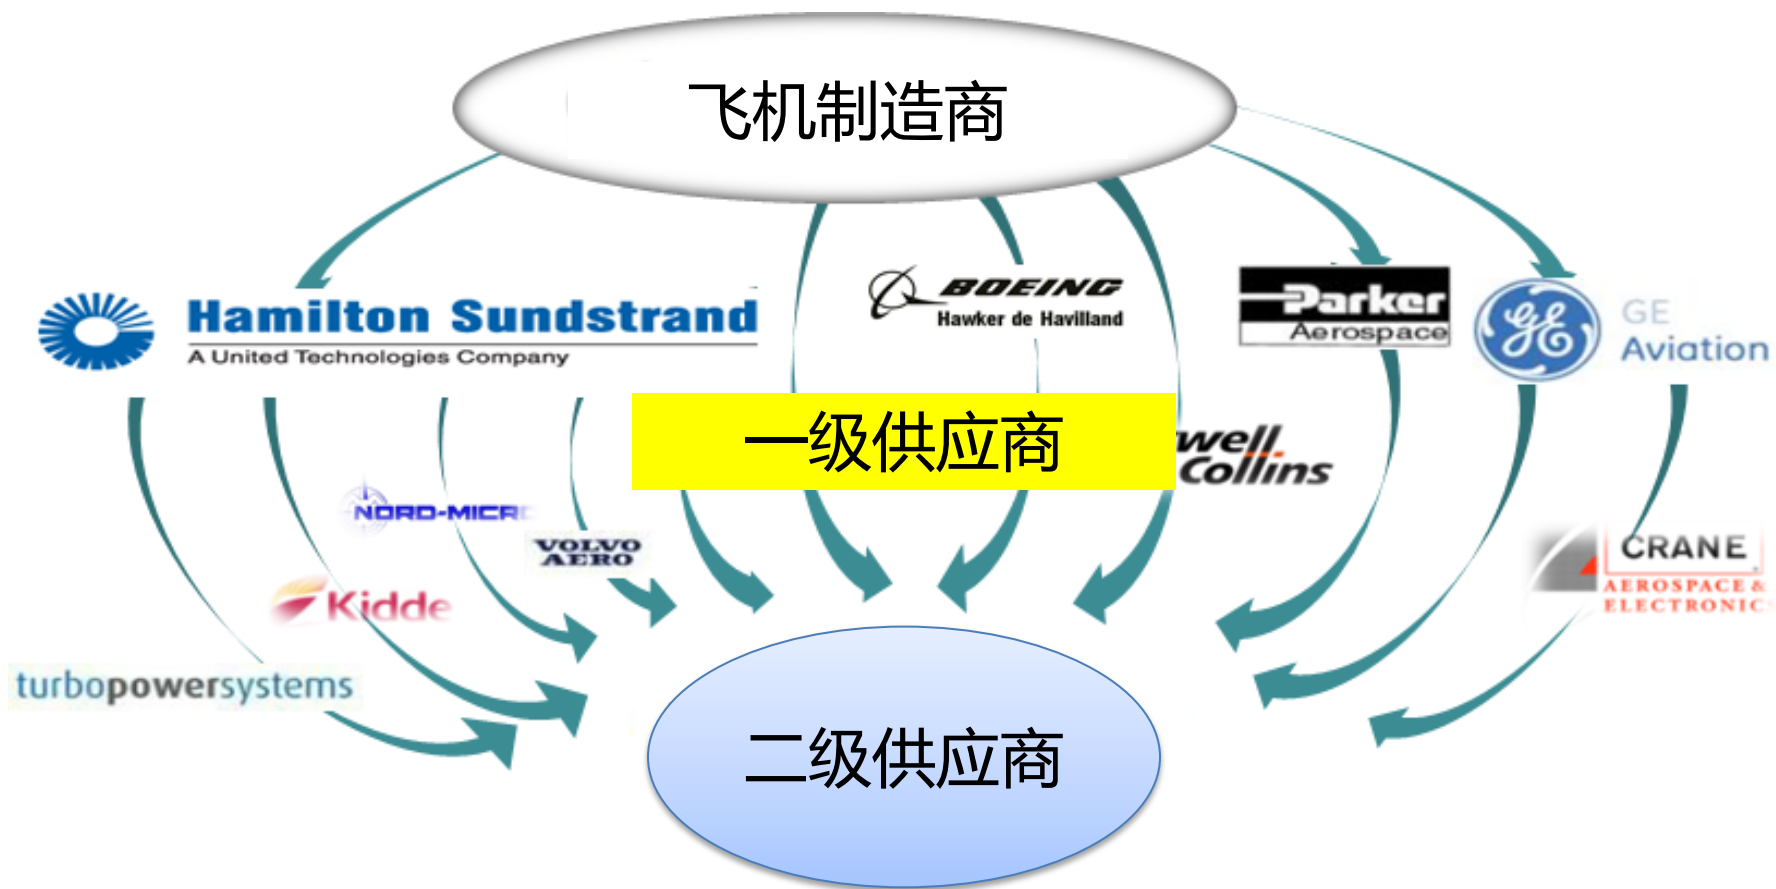 飞机制造商
Hamilton Sundstrand
A United Technologies Company
BOEING
Hawker de Havilland
Parker
Aerospace
GE
Aviation
一级供应商
Collins
VOLVO
AERO
Kidde
CRANE
AEROSPACE &
turbopowersystems
二级供应商